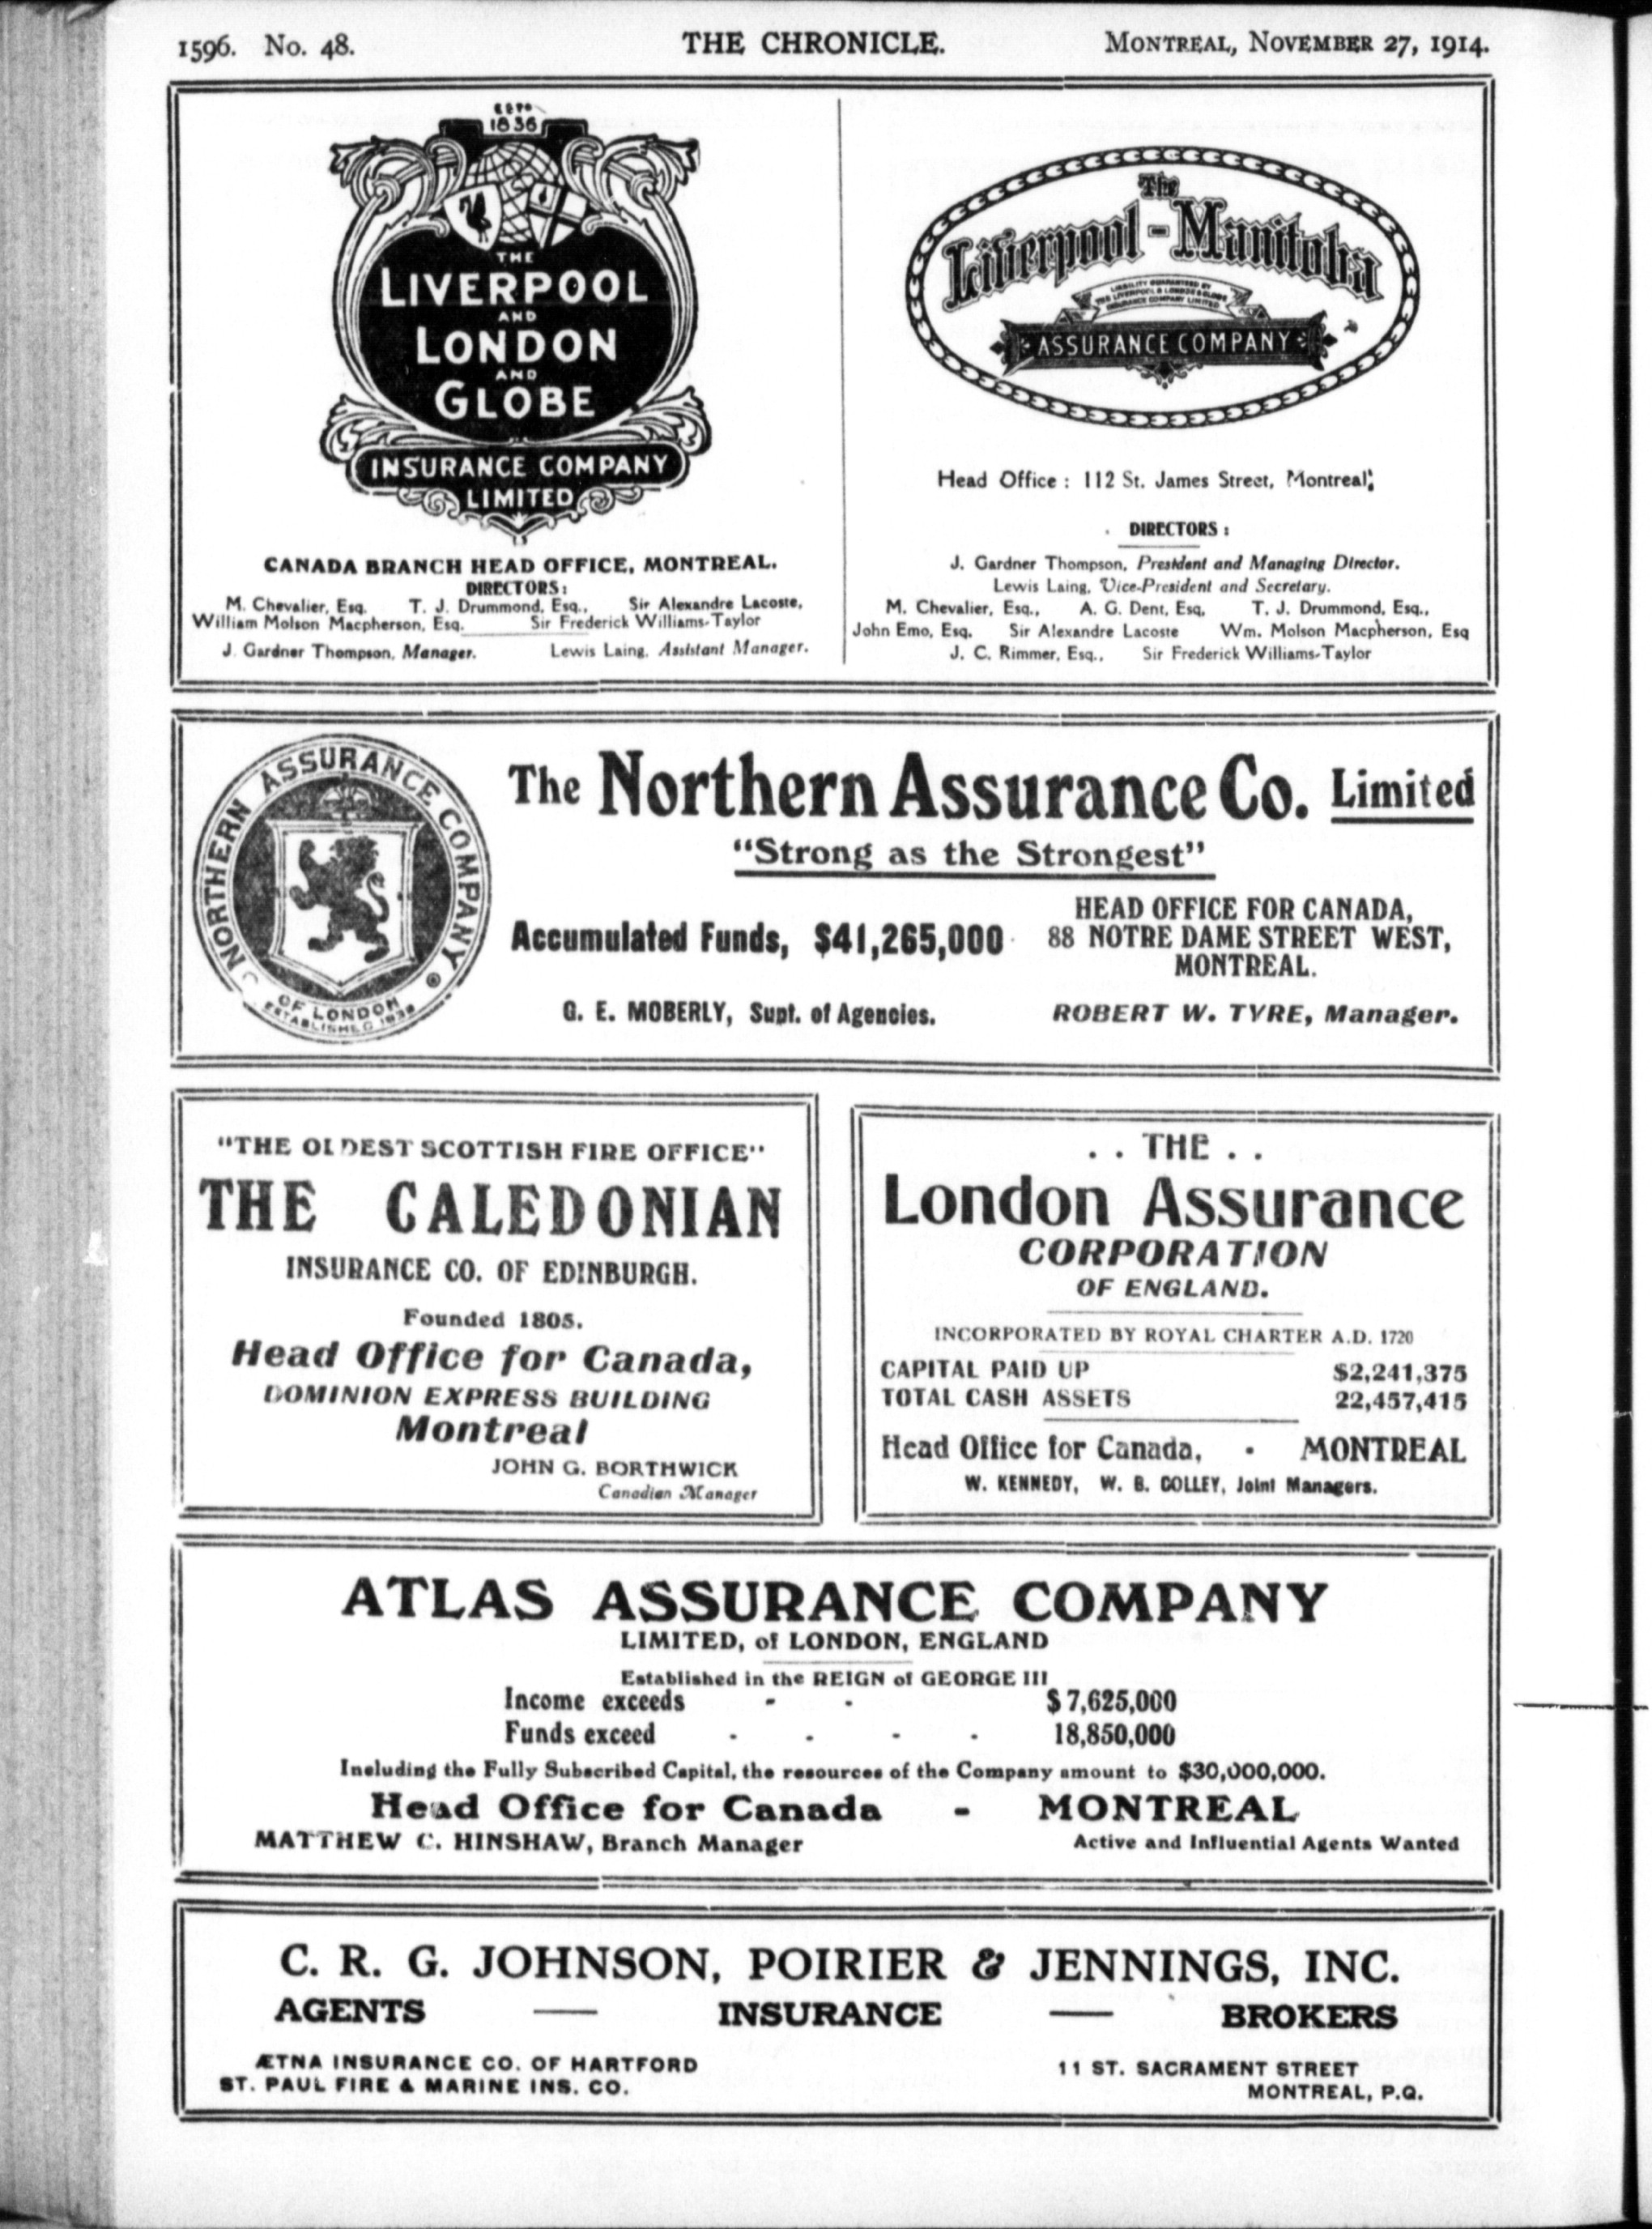 1596. No. 48.
THE CHRONICLE.
MONTREAL, NOVEMBER 27, 1914.
ESTD
1836
THE
LIVERPOOL
AND
LONDON
AND
GLOBE
INSURANCE COMPANY
LIMITED
CANADA BRANCH HEAD OFFICE, MONTREAL.
DIRECTORS:
M. Chevalier, Esq. T. J. Drummond, Esq., Sir Alexandre Lacoste,
William Molson Macpherson, Esq. Sir Frederick Williams-Taylor
J. Gardner Thompson, Manager. Lewis Laing, Assistant Manager.
The
Liverpool-Manitoba
LIABILITY GUARANTEED BY
THE LIVERPOOL & LONDON & GLOBE
INSURANCE COMPANY LIMITED
ASSURANCE COMPANY
Head Office : 112 St. James Street, Montreal
DIRECTORS :
J. Gardner Thompson, President and Managing Director.
Lewis Laing, Vice-President and Secretary.
M. Chevalier, Esq., A. G. Dent, Esq, T. J. Drummond, Esq.,
John Emo, Esq. Sir Alexandre Lacoste Wm. Molson Macpherson, Esq
J. C. Rimmer, Esq., Sir Frederick Williams-Taylor
NORTHERN ASSURANCE COMPANY
OF LONDON
ESTABLISHED 1836
The Northern Assurance Co. Limited
"Strong as the Strongest"
Accumulated Funds, $41,265,000
HEAD OFFICE FOR CANADA,
88 NOTRE DAME STREET WEST,
MONTREAL.
G. E. MOBERLY, Supt. of Agencies.
ROBERT W. TYRE, Manager.
"THE OLDEST SCOTTISH FIRE OFFICE"
THE CALEDONIAN
INSURANCE CO. OF EDINBURGH.
Founded 1805.
Head Office for Canada,
DOMINION EXPRESS BUILDING
Montreal
JOHN G. BORTHWICK
Canadian Manager
. . THE . .
London Assurance
CORPORATION
OF ENGLAND.
INCORPORATED BY ROYAL CHARTER A.D. 1720
CAPITAL PAID UP $2,241,375
TOTAL CASH ASSETS 22,457,415
Head Office for Canada, - MONTREAL
W. KENNEDY, W. B. COLLEY, Joint Managers.
ATLAS ASSURANCE COMPANY
LIMITED, of LONDON, ENGLAND
Established in the REIGN of GEORGE III
Income exceeds - - $ 7,625,000
Funds exceed - - - - 18,850,000
Including the Fully Subscribed Capital, the resources of the Company amount to $30,000,000.
Head Office for Canada - MONTREAL
MATTHEW C. HINSHAW, Branch Manager
Active and Influential Agents Wanted
C. R. G. JOHNSON, POIRIER & JENNINGS, INC.
AGENTS — INSURANCE — BROKERS
ÆTNA INSURANCE CO. OF HARTFORD
ST. PAUL FIRE & MARINE INS. CO.
11 ST. SACRAMENT STREET
MONTREAL, P.Q.